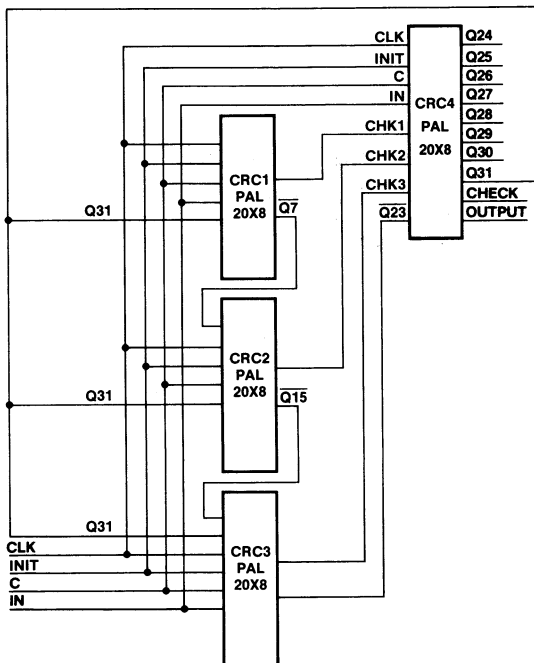 CLK
INIT
C
IN
CHK1
CHK2
CHK3
Q23
CRC4
PAL
20X8
Q24
Q25
Q26
Q27
Q28
Q29
Q30
Q31
CHECK
OUTPUT
CRC1
PAL
20X8
Q7
Q31
CRC2
PAL
20X8
Q15
Q31
CRC3
PAL
20X8
Q31
CLK
INIT
C
IN